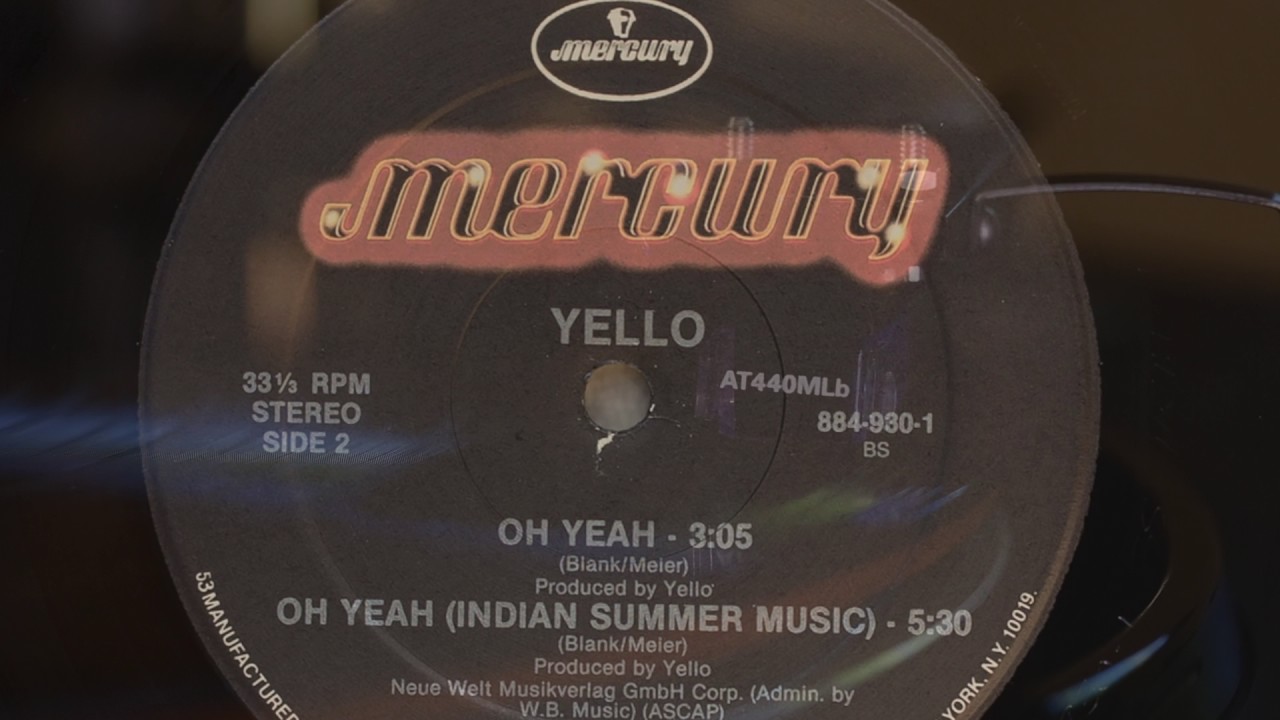 mercury
mercury
YELLO
33⅓ RPM
STEREO
SIDE 2
AT440MLb
884-930-1
BS
OH YEAH - 3:05
(Blank/Meier)
Produced by Yello
OH YEAH (INDIAN SUMMER MUSIC) - 5:30
(Blank/Meier)
Produced by Yello
Neue Welt Musikverlag GmbH Corp. (Admin. by
W.B. Music) (ASCAP)
53 MANUFACTURED
YORK, N.Y. 10019.